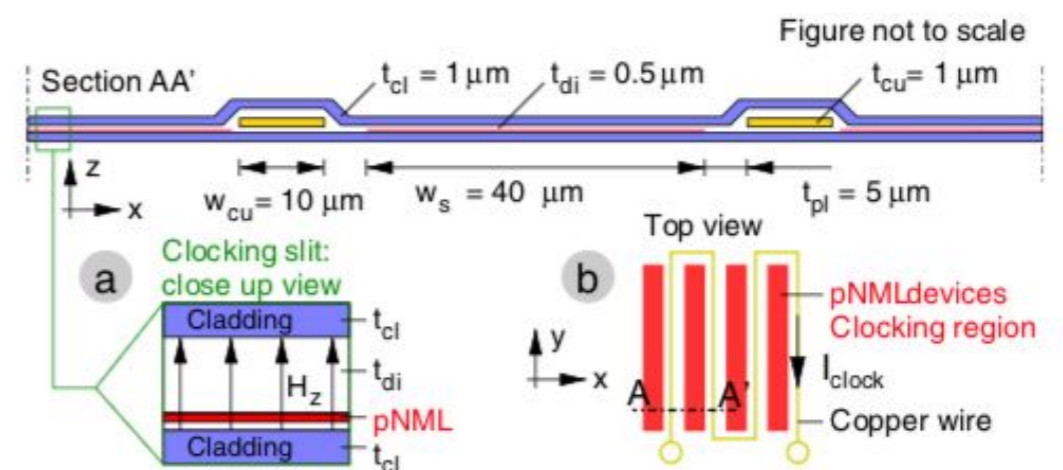 Figure not to scale
Section AA'
t_cl = 1 μm
t_di = 0.5 μm
t_cu = 1 μm
z
x
w_cu = 10 μm
w_s = 40 μm
t_pl = 5 μm
a
Clocking slit:
close up view
Cladding
t_cl
t_di
H_z
pNML
Cladding
t_cl
Top view
b
pNMLdevices
Clocking region
y
x
A
A'
I_clock
Copper wire